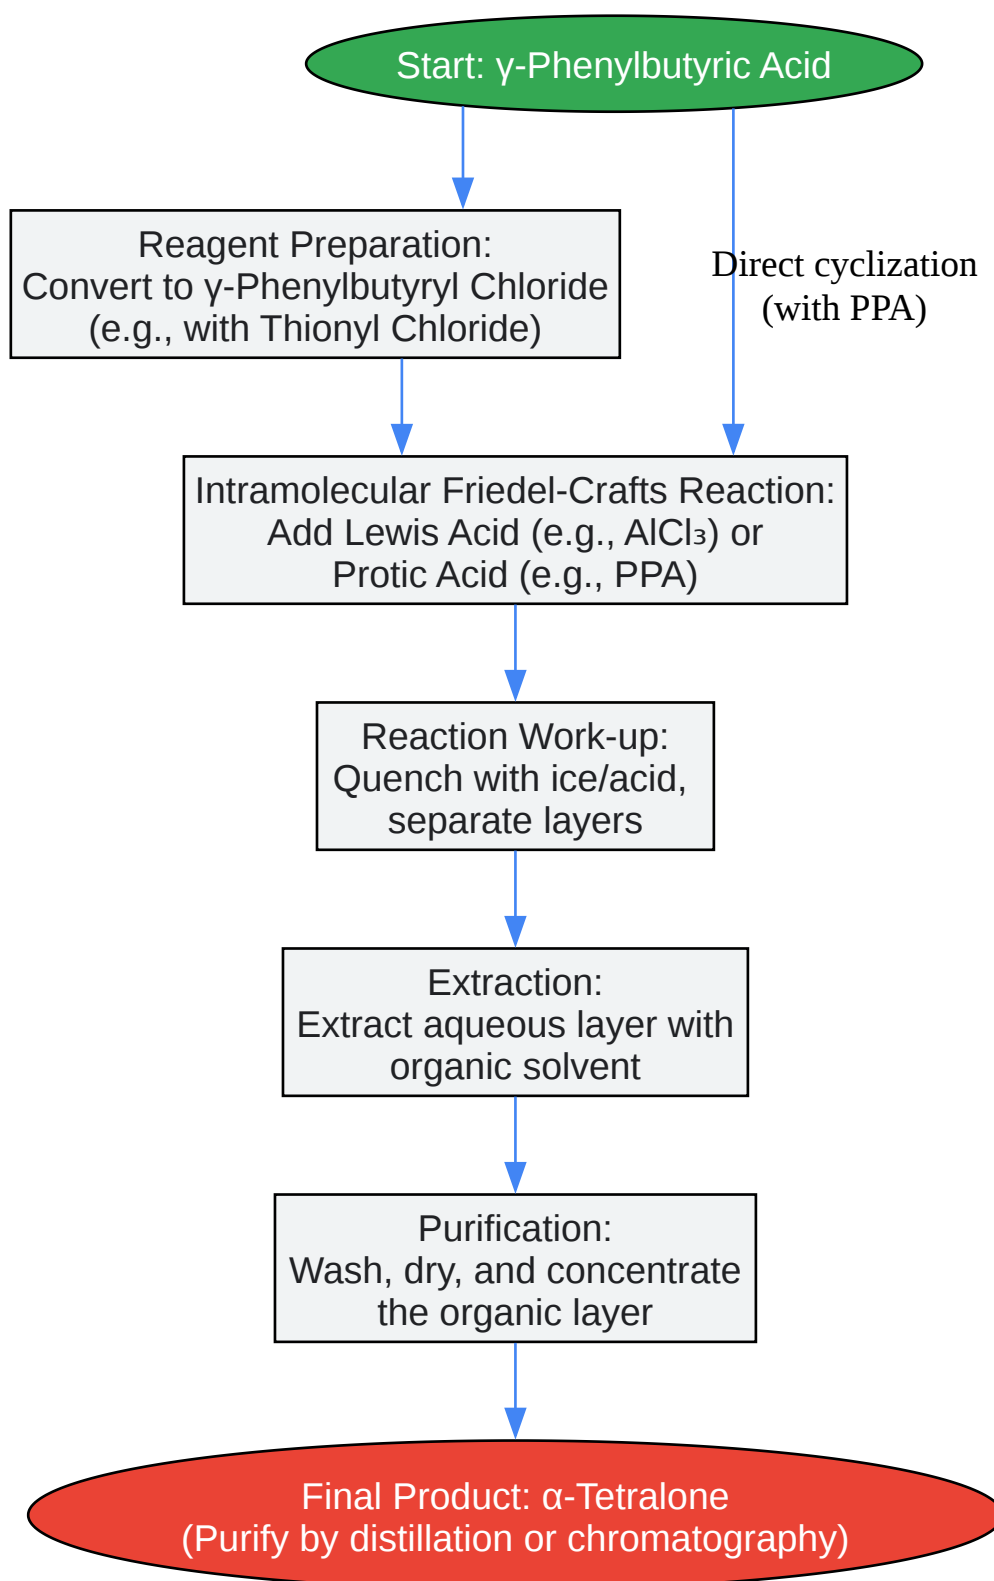 Start: γ-Phenylbutyric Acid
Reagent Preparation:
Convert to γ-Phenylbutyryl Chloride
(e.g., with Thionyl Chloride)
Direct cyclization
(with PPA)
Intramolecular Friedel-Crafts Reaction:
Add Lewis Acid (e.g., AlCl₃) or
Protic Acid (e.g., PPA)
Reaction Work-up:
Quench with ice/acid,
separate layers
Extraction:
Extract aqueous layer with
organic solvent
Purification:
Wash, dry, and concentrate
the organic layer
Final Product: α-Tetralone
(Purify by distillation or chromatography)